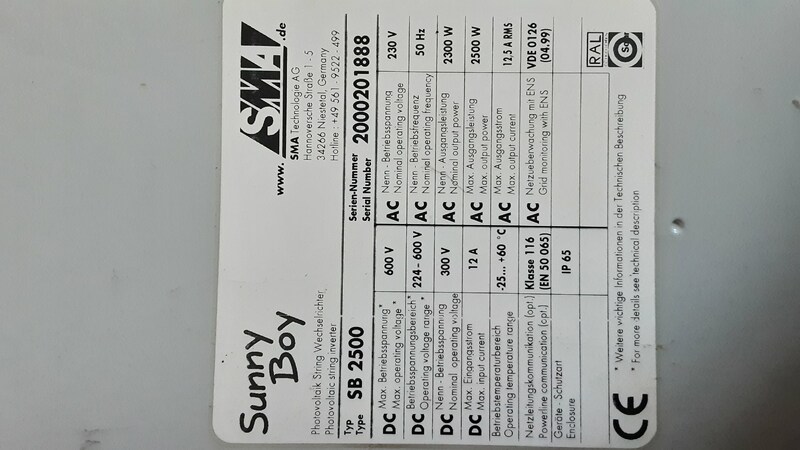 Sunny
Boy
www.SMA.de
Photovoltaik String Wechselrichter
Photovoltaic string inverter
SMA Technologie AG
Hannoversche Straße 1 - 5
34266 Niestetal, Germany
Hotline : +49 561 - 9522 - 499
Typ
Type SB 2500
Serien-Nummer
Serial Number 2000201888
DC Max. Betriebsspannung* 600 V
Max. operating voltage *
AC Nenn - Betriebsspannung 230 V
Nominal operating voltage
DC Betriebsspannungsbereich* 224- 600 V
Operating voltage range *
AC Nenn - Betriebsfrequenz 50 Hz
Nominal operating frequency
DC Nenn - Betriebsspannung 300 V
Nominal operating voltage
AC Nenn - Ausgangsleistung 2300 W
Nominal output power
DC Max. Eingangsstrom 12 A
Max. input current
AC Max. Ausgangsleistung 2500 W
Max. output power
Betriebstemperaturbereich -25... +60 °C
Operating temperature range
AC Max. Ausgangsstrom 12,5 A RMS
Max. output current
Netzleitungskommunikation (opt.) Klasse 116
Powerline communication (opt.) (EN 50 065)
AC Netzueberwachung mit ENS VDE 0126
Grid monitoring with ENS (04.99)
Geräte - Schutzart IP 65
Enclosure
CE
* Weitere wichtige Informationen in der Technischen Beschreibung
* For more details see technical description
RAL